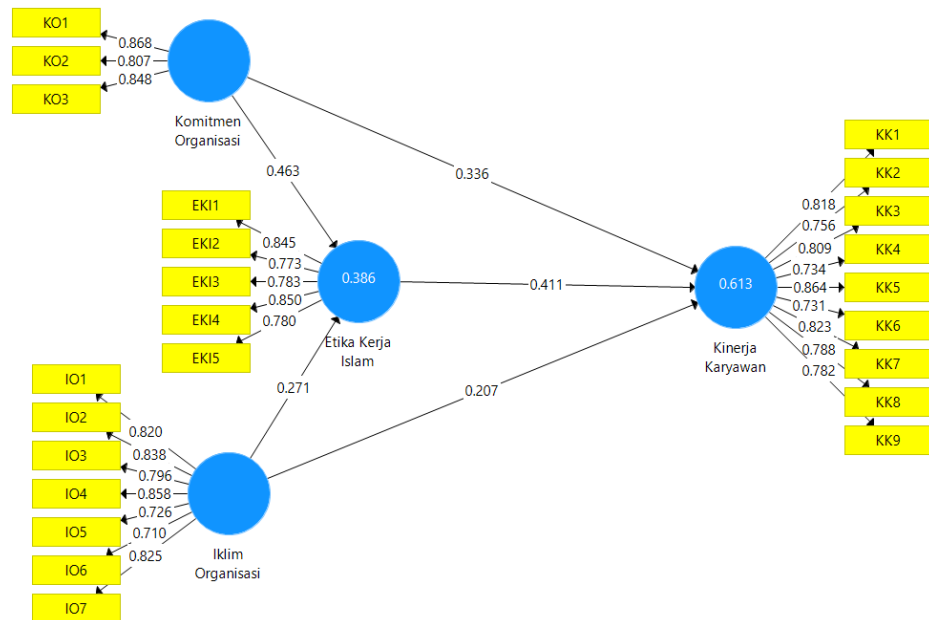 KO1
0.868
KO2
0.807
KO3
0.848
Komitmen
Organisasi
0.463
0.336
EKI1
0.845
EKI2
0.773
EKI3
0.783
EKI4
0.850
EKI5
0.780
0.386
Etika Kerja
Islam
0.411
0.271
0.207
IO1
0.820
IO2
0.838
IO3
0.796
IO4
0.858
IO5
0.726
IO6
0.710
IO7
0.825
Iklim
Organisasi
0.613
Kinerja
Karyawan
KK1
0.818
KK2
0.756
KK3
0.809
KK4
0.734
KK5
0.864
KK6
0.731
KK7
0.823
KK8
0.788
KK9
0.782